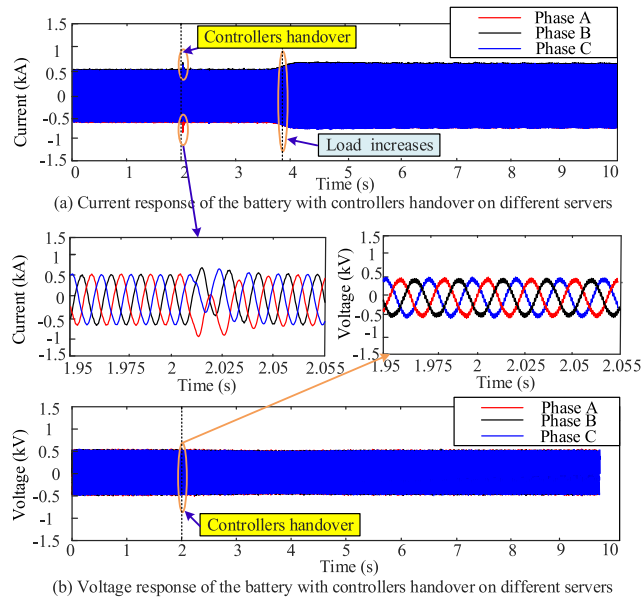 1.5
1
0.5
0
-0.5
-1
-1.5
Current (kA)
Controllers handover
Phase A
Phase B
Phase C
Load increases
0 1 2 3 4 5 6 7 8 9 10
Time (s)
(a) Current response of the battery with controllers handover on different servers
1.5
1
0.5
0
-0.5
-1
-1.5
Current (kA)
1.95 1.975 2 2.025 2.05 2.055
Time (s)
1.5
1
0.5
0
-0.5
-1
-1.5
Voltage (kV)
1.95 1.975 2 2.025 2.05 2.055
Time (s)
1.5
1
0.5
0
-0.5
-1
-1.5
Voltage (kV)
Phase A
Phase B
Phase C
Controllers handover
0 1 2 3 4 5 6 7 8 9 10
Time (s)
(b) Voltage response of the battery with controllers handover on different servers